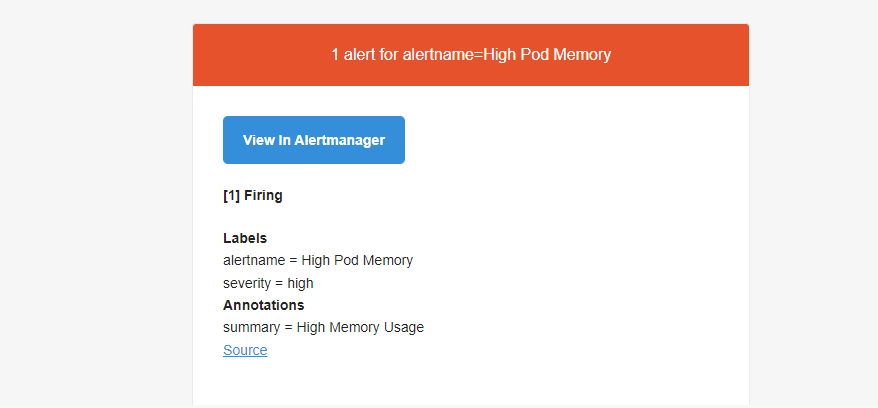 1 alert for alertname=High Pod Memory
View In Alertmanager
[1] Firing
Labels
alertname = High Pod Memory
severity = high
Annotations
summary = High Memory Usage
Source